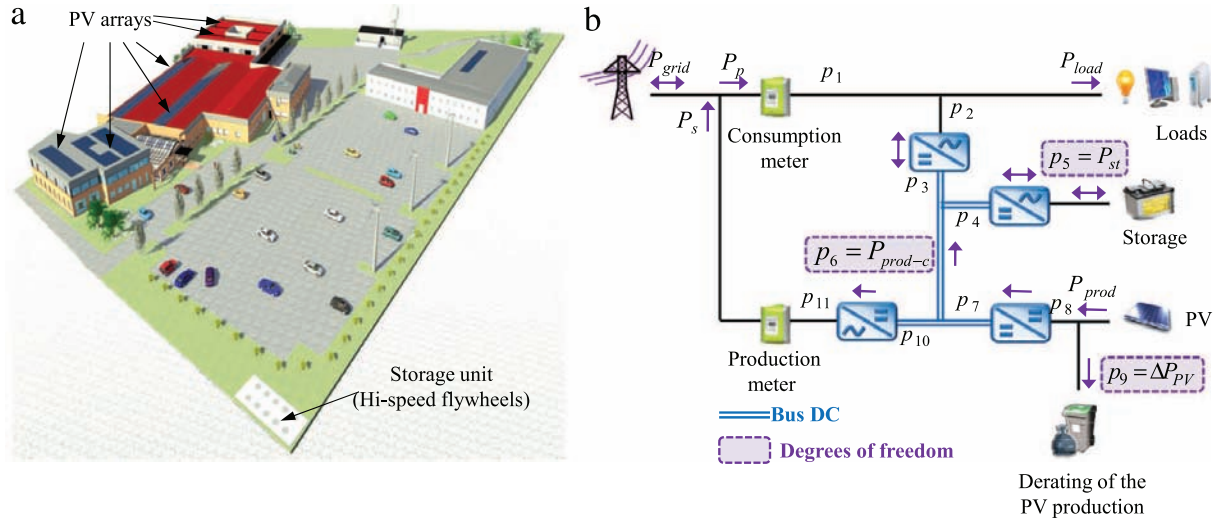 a
PV arrays
Storage unit
(Hi-speed flywheels)
b
P_grid
P_p
p_1
P_load
P_s
Consumption
meter
p_2
Loads
p_3
p_5 = P_st
p_4
Storage
p_6 = P_prod-c
P_prod
p_11
p_7
p_8
PV
p_10
Production
meter
p_9 = ΔP_PV
Bus DC
Degrees of freedom
Derating of the
PV production